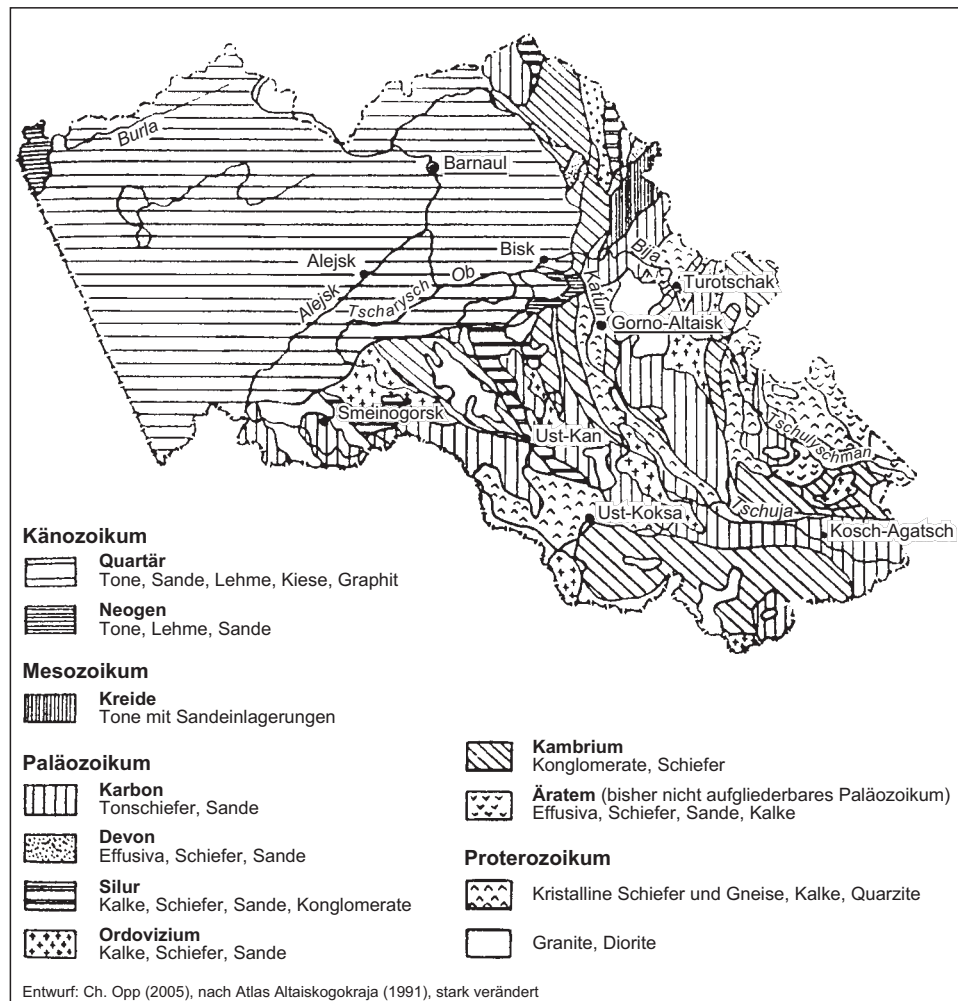 Burla
Barnaul
Bisk
Bija
Alejsk
Ob
Katun
Turotschak
Alejsk
Tscharysch
Gorno-Altaisk
Smeinogorsk
Ust-Kan
Tschulyschman
Ust-Koksa
schuja
Kosch-Agatsch
Känozoikum
Quartär
Tone, Sande, Lehme, Kiese, Graphit
Neogen
Tone, Lehme, Sande
Mesozoikum
Kreide
Tone mit Sandeinlagerungen
Paläozoikum
Karbon
Tonschiefer, Sande
Devon
Effusiva, Schiefer, Sande
Silur
Kalke, Schiefer, Sande, Konglomerate
Ordovizium
Kalke, Schiefer, Sande
Kambrium
Konglomerate, Schiefer
Äratem (bisher nicht aufgliederbares Paläozoikum)
Effusiva, Schiefer, Sande, Kalke
Proterozoikum
Kristalline Schiefer und Gneise, Kalke, Quarzite
Granite, Diorite
Entwurf: Ch. Opp (2005), nach Atlas Altaiskogokraja (1991), stark verändert